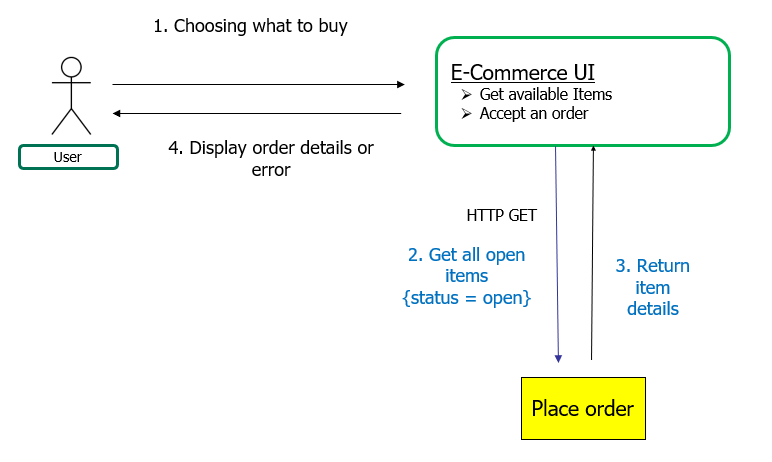 1. Choosing what to buy
E-Commerce UI
➢ Get available Items
➢ Accept an order
User
4. Display order details or
error
HTTP GET
2. Get all open
items
{status = open}
3. Return
item
details
Place order